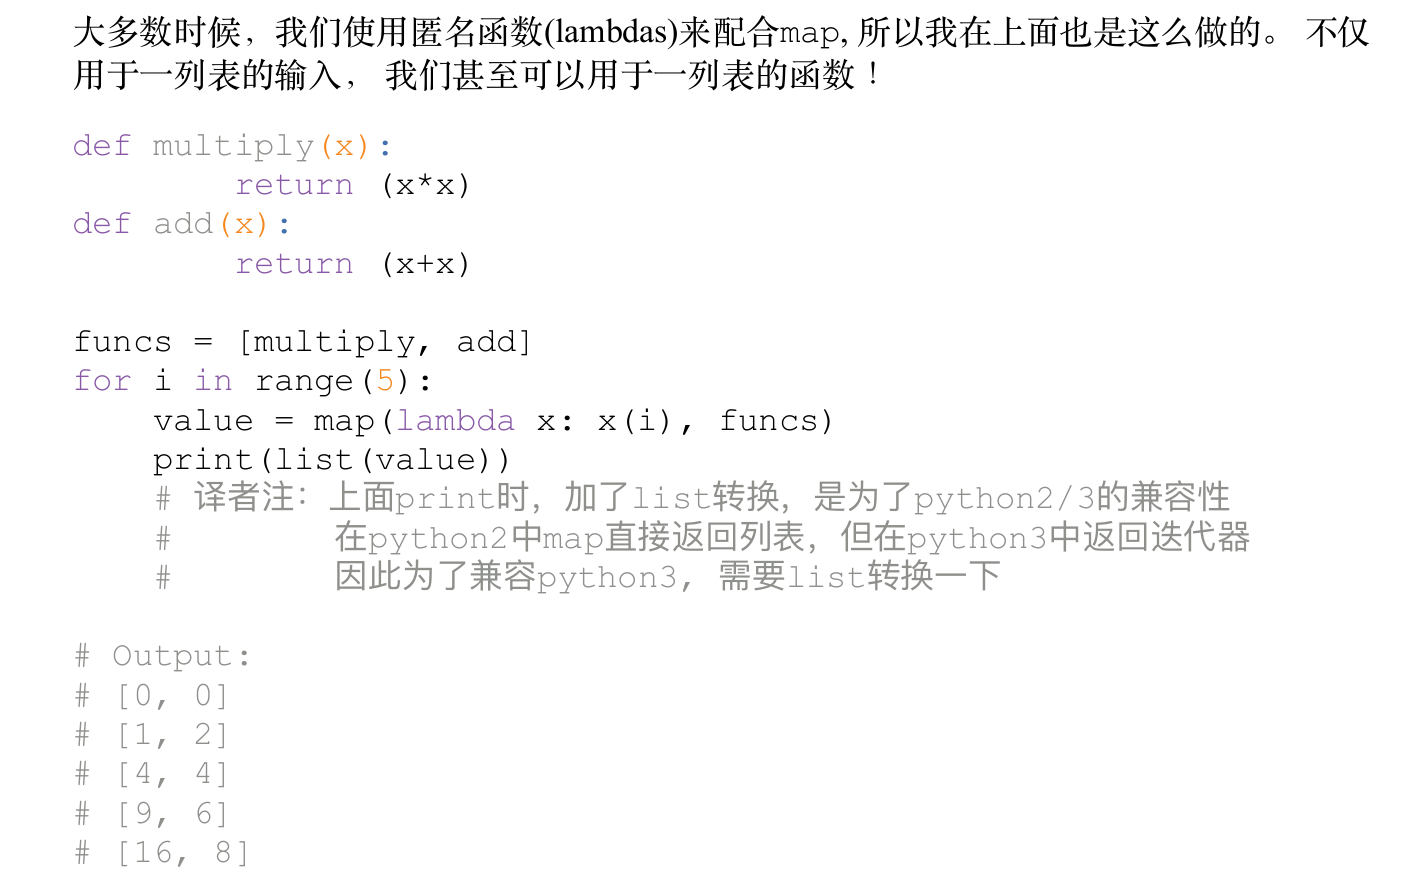 大多数时候，我们使用匿名函数(lambdas)来配合map, 所以我在上面也是这么做的。 不仅
用于一列表的输入， 我们甚至可以用于一列表的函数！
def multiply(x):
        return (x*x)
def add(x):
        return (x+x)
funcs = [multiply, add]
for i in range(5):
    value = map(lambda x: x(i), funcs)
    print(list(value))
    # 译者注：上面print时，加了list转换，是为了python2/3的兼容性
    #        在python2中map直接返回列表，但在python3中返回迭代器
    #        因此为了兼容python3, 需要list转换一下
# Output:
# [0, 0]
# [1, 2]
# [4, 4]
# [9, 6]
# [16, 8]